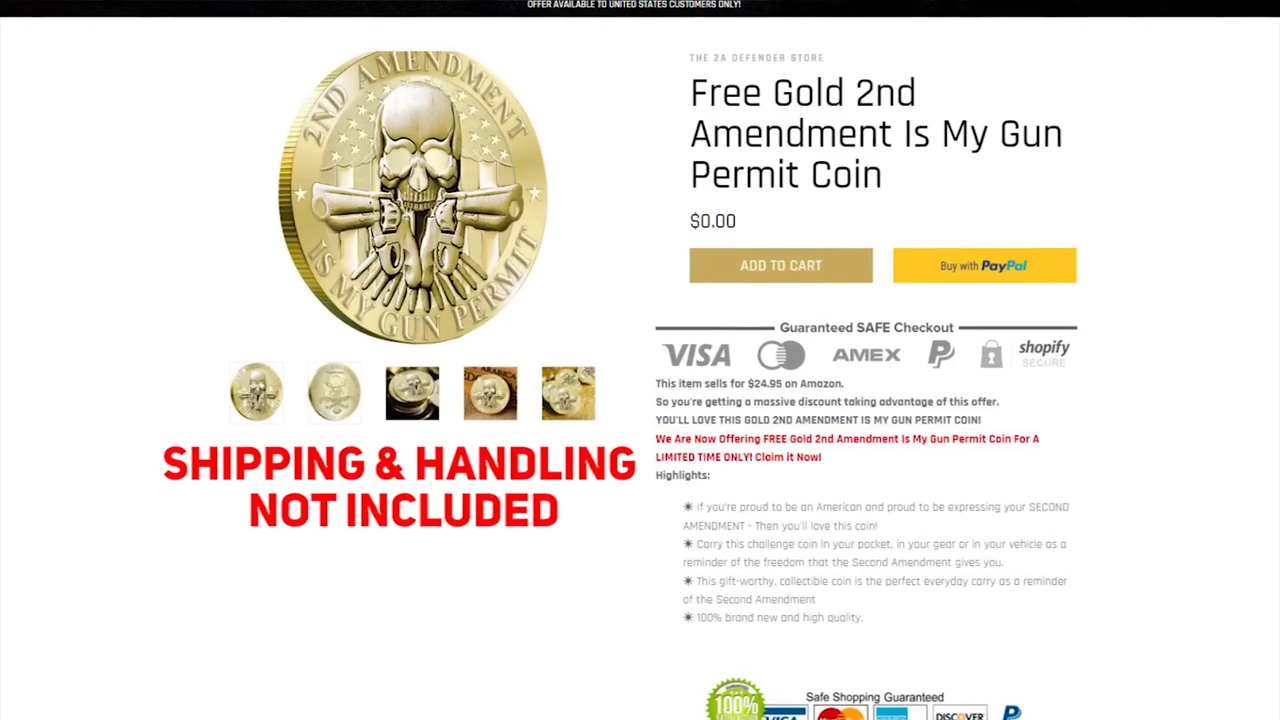 OFFER AVAILABLE TO UNITED STATES CUSTOMERS ONLY!
2ND AMENDMENT
IS MY GUN PERMIT
THE 2A DEFENDER STORE
Free Gold 2nd
Amendment Is My Gun
Permit Coin
$0.00
ADD TO CART
Buy with PayPal
Guaranteed SAFE Checkout
VISA AMEX shopify
SECURE
This item sells for $24.95 on Amazon.
So you're getting a massive discount taking advantage of this offer.
YOU'LL LOVE THIS GOLD 2ND AMENDMENT IS MY GUN PERMIT COIN!
We Are Now Offering FREE Gold 2nd Amendment Is My Gun Permit Coin For A
LIMITED TIME ONLY! Claim it Now!
Highlights:
SHIPPING & HANDLING
NOT INCLUDED
✴ If you're proud to be an American and proud to be expressing your SECOND
AMENDMENT - Then you'll love this coin!
✴ Carry this challenge coin in your pocket, in your gear or in your vehicle as a
reminder of the freedom that the Second Amendment gives you.
✴ This gift-worthy, collectible coin is the perfect everyday carry as a reminder
of the Second Amendment
✴ 100% brand new and high quality.
Safe Shopping Guaranteed
100%
VISA MasterCard DISCOVER